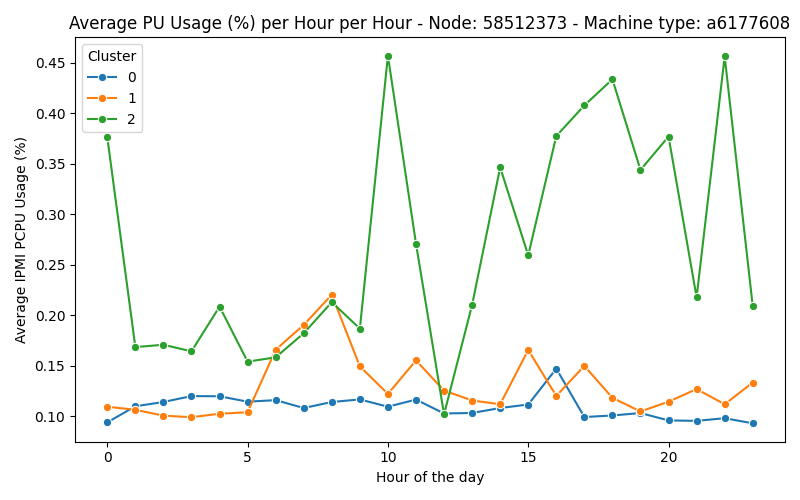 Average PU Usage (%) per Hour per Hour - Node: 58512373 - Machine type: a6177608
Cluster
0
1
2
0.45
0.40
0.35
0.30
0.25
0.20
0.15
0.10
Average IPMI PCPU Usage (%)
0 5 10 15 20
Hour of the day